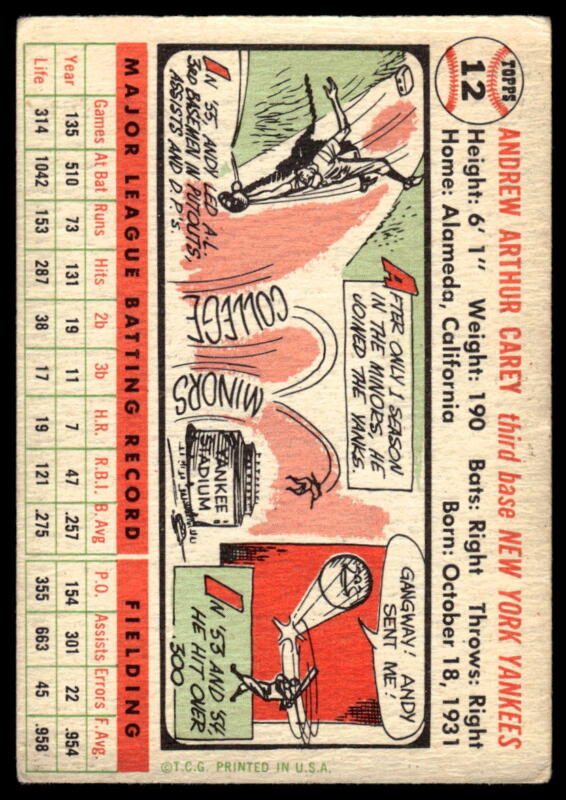 TOPPS
12
ANDREW ARTHUR CAREY third base NEW YORK YANKEES
Height: 6' 1" Weight: 190 Bats: Right Throws: Right
Home: Alameda, California Born: October 18, 1931
IN '55, ANDY LED A.L.
3RD BASEMEN IN PUTOUTS,
ASSISTS AND D.P.'S.
AFTER ONLY 1 SEASON
IN THE MINORS, HE
JOINED THE YANKS.
COLLEGE
MINORS
YANKEE
STADIUM
GANGWAY! ANDY
SENT ME!
IN '53 AND '54
HE HIT OVER
.300
MAJOR LEAGUE BATTING RECORD FIELDING
Games At Bat Runs Hits 2b 3b H.R. R.B.I. B Avg P.O. Assists Errors F. Avg.
Year 135 510 73 131 19 11 7 47 .257 154 301 22 .954
Life 314 1042 153 287 38 17 19 121 .275 355 663 45 .958
©T.C.G. PRINTED IN U.S.A.